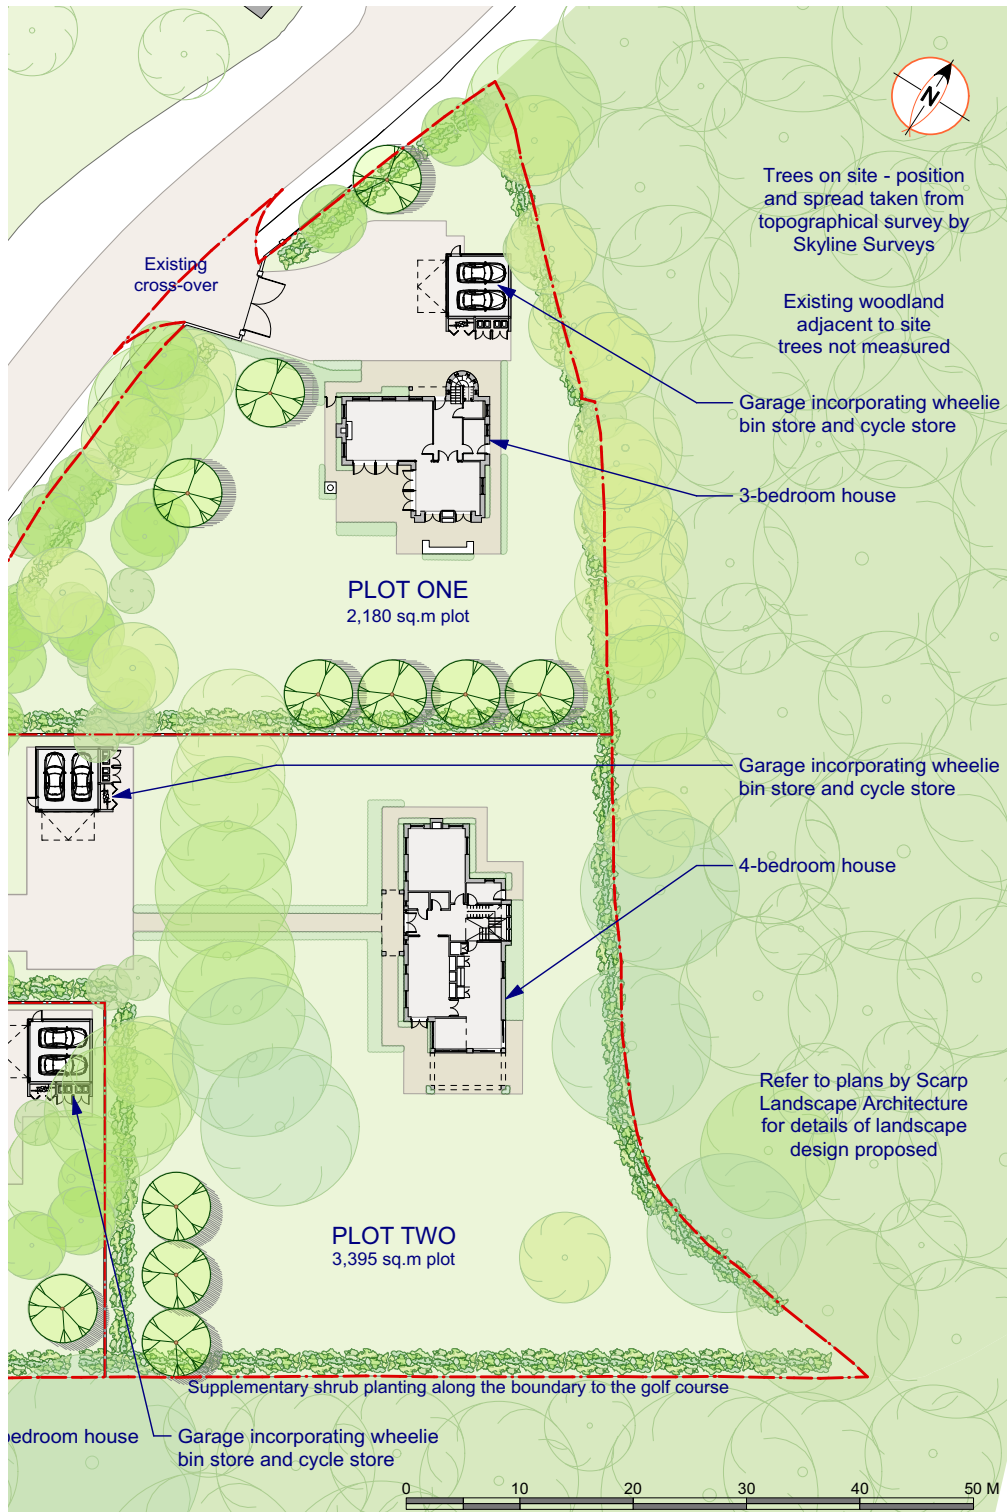 N
Trees on site - position
and spread taken from
topographical survey by
Skyline Surveys
Existing
cross-over
Existing woodland
adjacent to site
trees not measured
Garage incorporating wheelie
bin store and cycle store
3-bedroom house
PLOT ONE
2,180 sq.m plot
Garage incorporating wheelie
bin store and cycle store
4-bedroom house
Refer to plans by Scarp
Landscape Architecture
for details of landscape
design proposed
PLOT TWO
3,395 sq.m plot
Supplementary shrub planting along the boundary to the golf course
bedroom house
Garage incorporating wheelie
bin store and cycle store
0 10 20 30 40 50 M